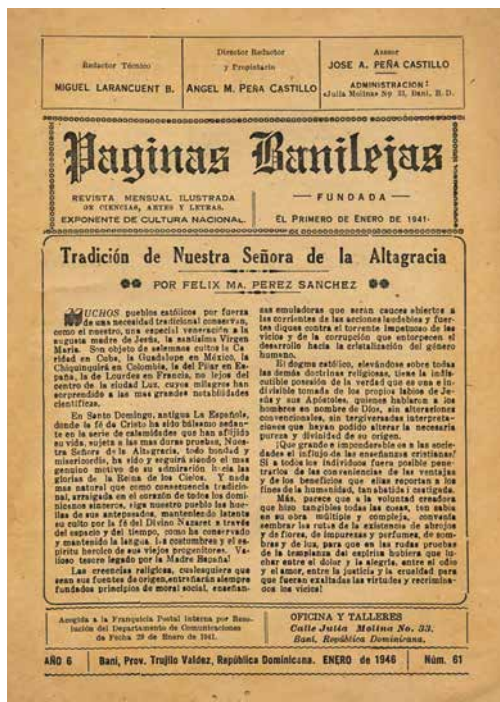 Redactor Técnico
MIGUEL LARANCUENT B.
Director Redactor
y Propietario
ANGEL M. PEÑA CASTILLO
Asesor
JOSE A. PEÑA CASTILLO
ADMINISTRACION:
«Julia Molina» No 33, Bani, R. D.
Paginas Banilejas
REVISTA MENSUAL ILUSTRADA
DE CIENCIAS, ARTES Y LETRAS.
EXPONENTE DE CULTURA NACIONAL.
FUNDADA
EL PRIMERO DE ENERO DE 1941.
Tradición de Nuestra Señora de la Altagracia
POR FELIX MA. PEREZ SANCHEZ
MUCHOS pueblos católicos por fuerza
de una necesidad tradicional conservan,
como el nuestro, una especial veneración a la
augusta madre de Jesús, la santísima Virgen
María. Son objeto de solemnes cultos la Ca
ridad en Cuba, la Guadalupe en México, la
Chiquinquirá en Colombia, la del Pilar en Es-
paña, la de Lourdes en Francia, no lejos del
centro de la ciudad Luz, cuyos milagros han
sorprendido a las mas grandes notabilidades
científicas.
En Santo Domingo, antigua La Española,
donde la fé de Cristo ha sido bálsamo sedan-
te en la serie de calamidades que han aflijido
su vida, sujeta a las mas duras pruebas, Nues-
tra Señora de la Altagracia, todo bondad y
misericordia, ha sido y seguirá siendo el mas
genuino motivo de su admiración hacia las
glorias de la Reina de los Cielos. Y nada
mas natural que como consecuencia tradicio-
nal, arraigada en el corazón de todos los domi-
nicanos sinceros, siga nuestro pueblo las hue-
llas de sus antepasados, manteniendo latente
su culto por la fé del Divino Nazaret a través
del espacio y del tiempo, como ha conservado
y mantenido la lengua, las costumbres y el es-
píritu heroico de sus viejos progenitores. Va-
lioso tesoro legado por la Madre España!
Las creencias religiosas, cualesquiera que
sean sus fuentes de origen, entrañarán siempre
fundados principios de moral social, enseñan-
zas emuladoras que serán cauces abiertos a
las corrientes de las acciones laudables y fuer-
tes diques contra el torrente impetuoso de los
vicios y de la corrupción que entorpecen el
desarrollo hacia la cristalización del género
humano.
El dogma católico, elevándose sobre todas
las demás doctrinas religiosas, tiene la indis-
cutible posesión de la verdad que es una e in-
divisible tomada de los propios labios de Je-
sús y sus Apóstoles, quienes hablaron a los
hombres en nombre de Dios, sin alteraciones
convencionales, sin tergiversadas interpreta-
ciones que hayan podido alterar la necesaria
pureza y divinidad de su origen.
¡Que grande e imponderable es a las socie-
dades el influjo de las enseñanzas cristianas!
Si a todos los individuos fuera posible pene-
trarlos de las conveniencias de las ventajas
y de los beneficios que ellas reportan a los
fines de la humanidad, tan abatida y castigada.
Más, parece que a la voluntad creadora
que hizo tangibles todas las cosas, tan sabia
en su obra múltiple y compleja, convenía
sembrar las rutas de la existencia de abrojos
y de flores, de impurezas y perfumes, de som-
bras y de luz, para que en las rudas pruebas
de la templanza del espíritu hubiera que lu-
char entre el dolor y la alegría, entre el odio
y el amor, entre la justicia y la crueldad para
que fueran exaltadas las virtudes y recrimina-
dos los vicios!
Acogida a la Franquicia Postal Interna por Reso-
lución del Departamento de Comunicaciones
de Fecha 29 de Enero de 1941.
OFICINA Y TALLERES
Calle Julia Molina No. 33.
Bani, República Dominicana.
AÑO 6
Bani, Prov. Trujillo Valdez, República Dominicana. ENERO de 1946
Núm. 61